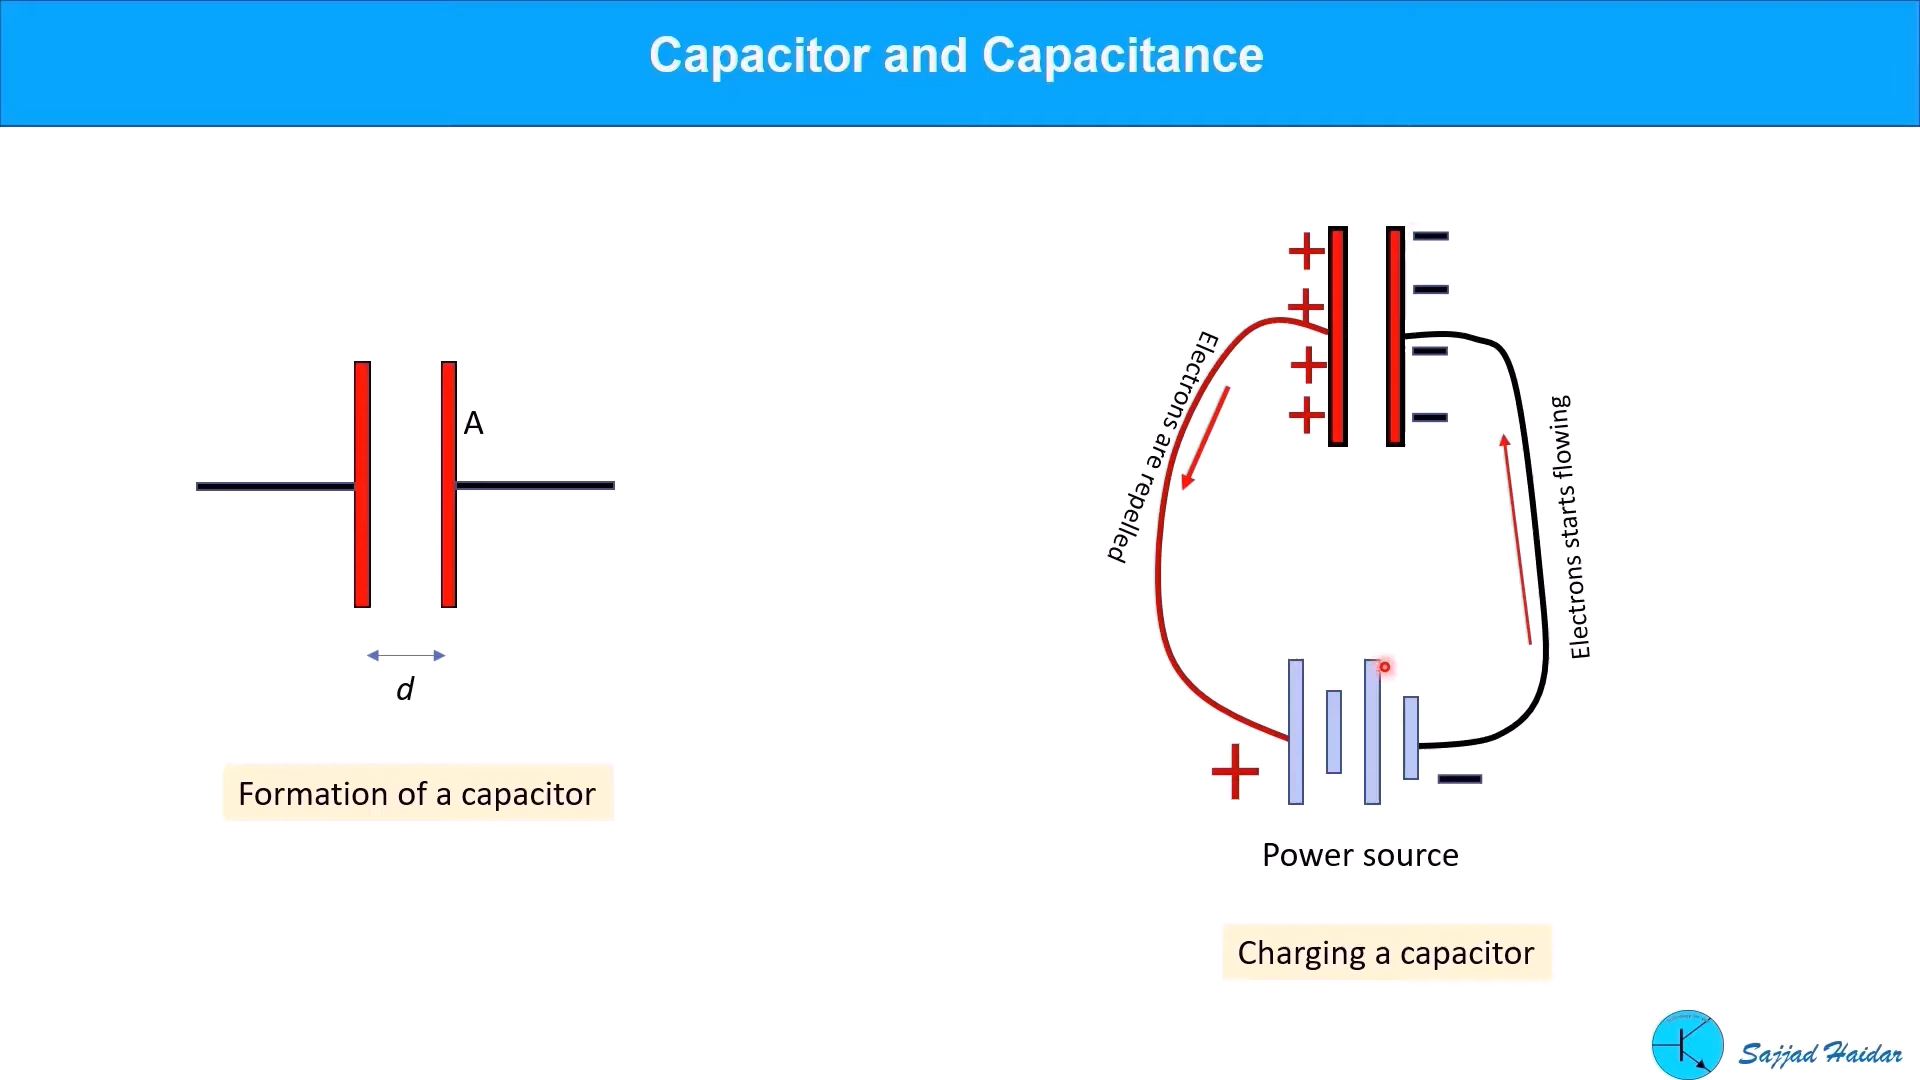 Capacitor and Capacitance
A
d
Formation of a capacitor
Electrons are repelled
Electrons starts flowing
Power source
Charging a capacitor
Sajjad Haidar